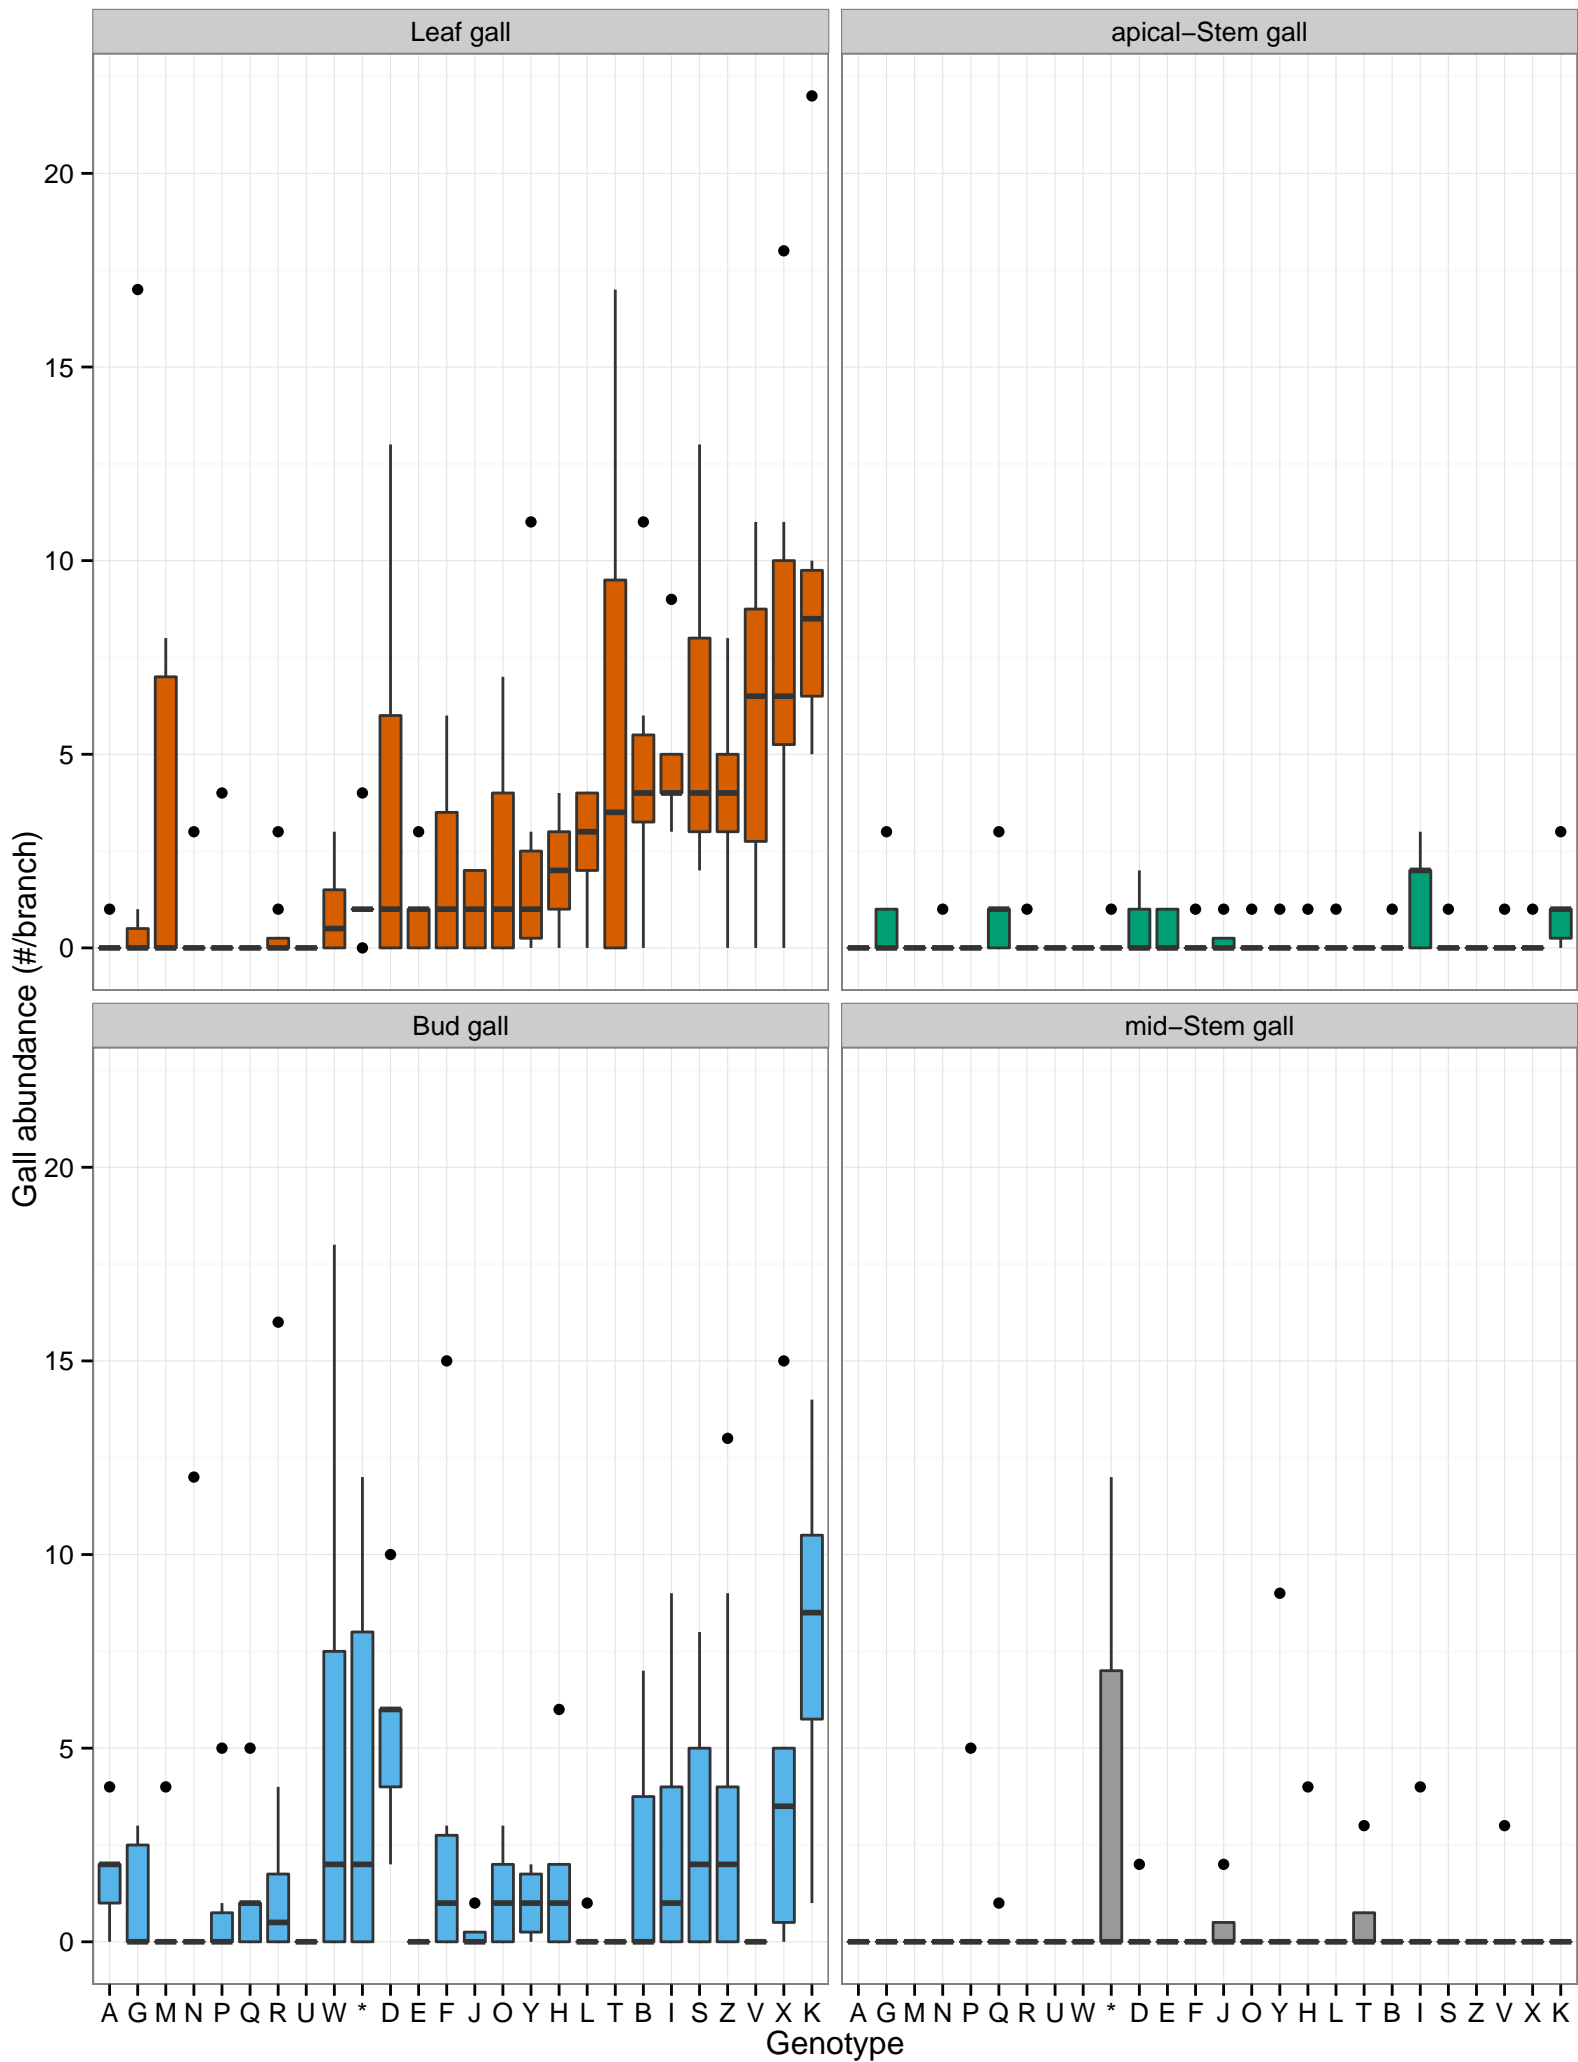 Leaf gall
apical–Stem gall
20
15
10
5
0
Gall abundance (#/branch)
Bud gall
mid–Stem gall
20
15
10
5
0
A G M N P Q R U W * D E F J O Y H L T B I S Z V X K
A G M N P Q R U W * D E F J O Y H L T B I S Z V X K
Genotype